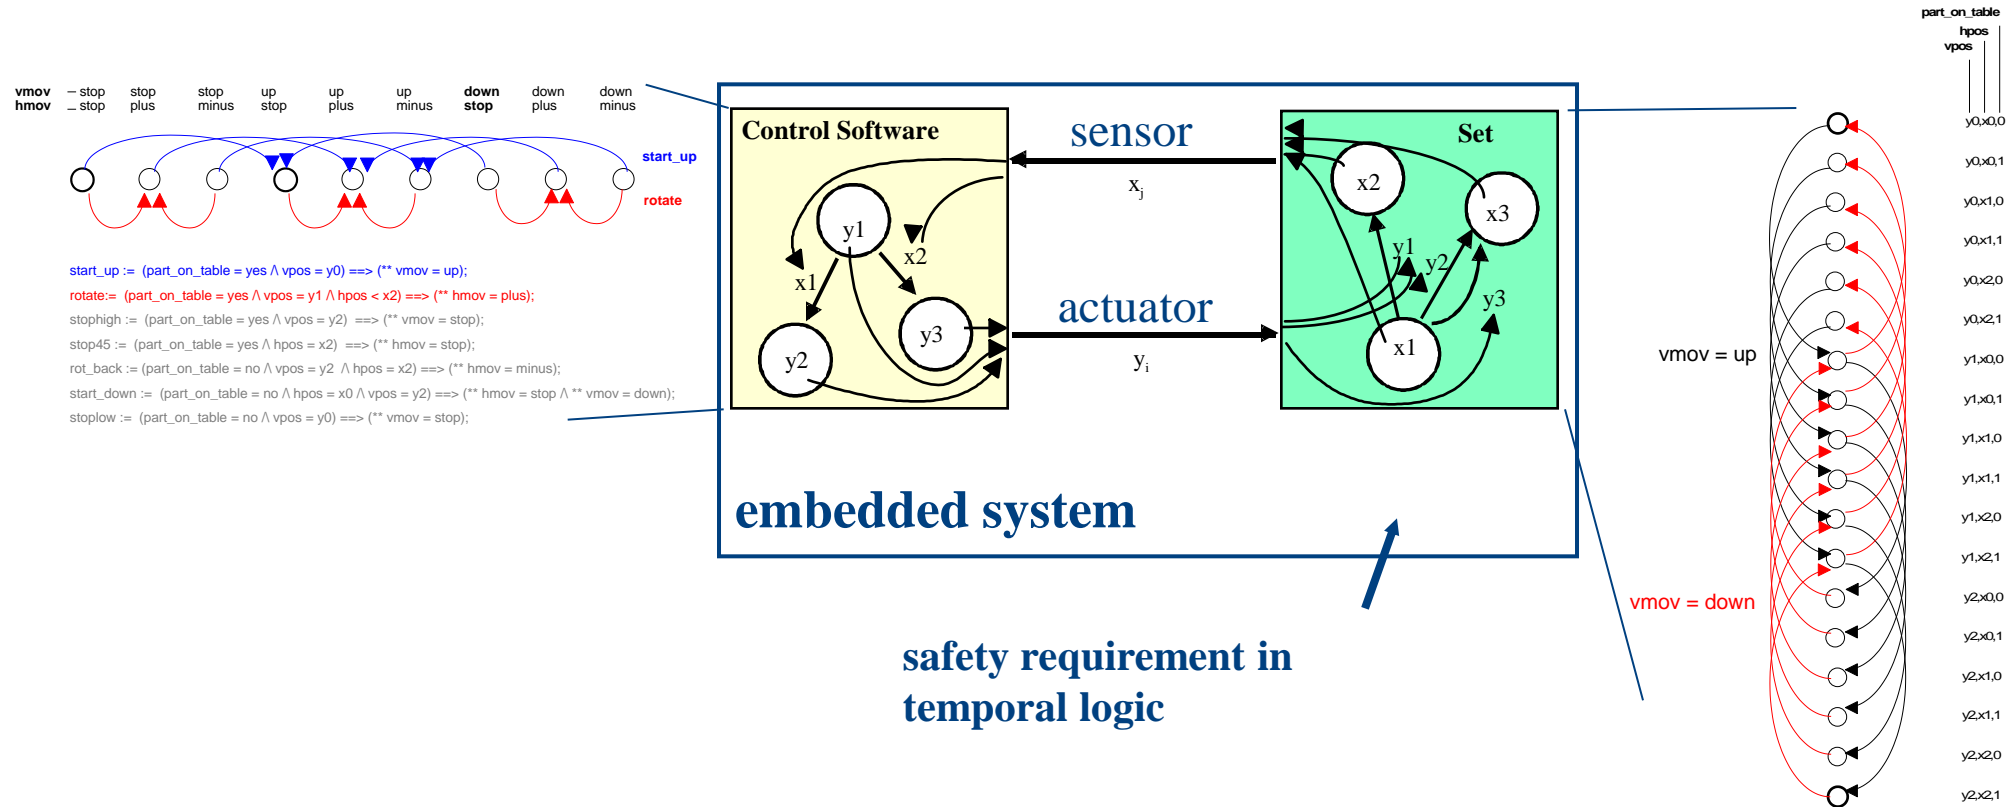 part_on_table
hpos
vpos
vmov – stop stop stop up up up down down down
hmov – stop plus minus stop plus minus stop plus minus
start_up
rotate
start_up := (part_on_table = yes /\ vpos = y0) ==> (** vmov = up);
rotate:= (part_on_table = yes /\ vpos = y1 /\ hpos < x2) ==> (** hmov = plus);
stophigh := (part_on_table = yes /\ vpos = y2) ==> (** vmov = stop);
stop45 := (part_on_table = yes /\ hpos = x2) ==> (** hmov = stop);
rot_back := (part_on_table = no /\ vpos = y2 /\ hpos = x2) ==> (** hmov = minus);
start_down := (part_on_table = no /\ hpos = x0 /\ vpos = y2) ==> (** hmov = stop /\ ** vmov = down);
stoplow := (part_on_table = no /\ vpos = y0) ==> (** vmov = stop);
Control Software
y1
x2
x1
y3
y2
sensor
xj
actuator
yi
Set
x2
x3
y1
y2
y3
x1
embedded system
safety requirement in
temporal logic
vmov = up
vmov = down
y0,x0,0
y0,x0,1
y0,x1,0
y0,x1,1
y0,x2,0
y0,x2,1
y1,x0,0
y1,x0,1
y1,x1,0
y1,x1,1
y1,x2,0
y1,x2,1
y2,x0,0
y2,x0,1
y2,x1,0
y2,x1,1
y2,x2,0
y2,x2,1